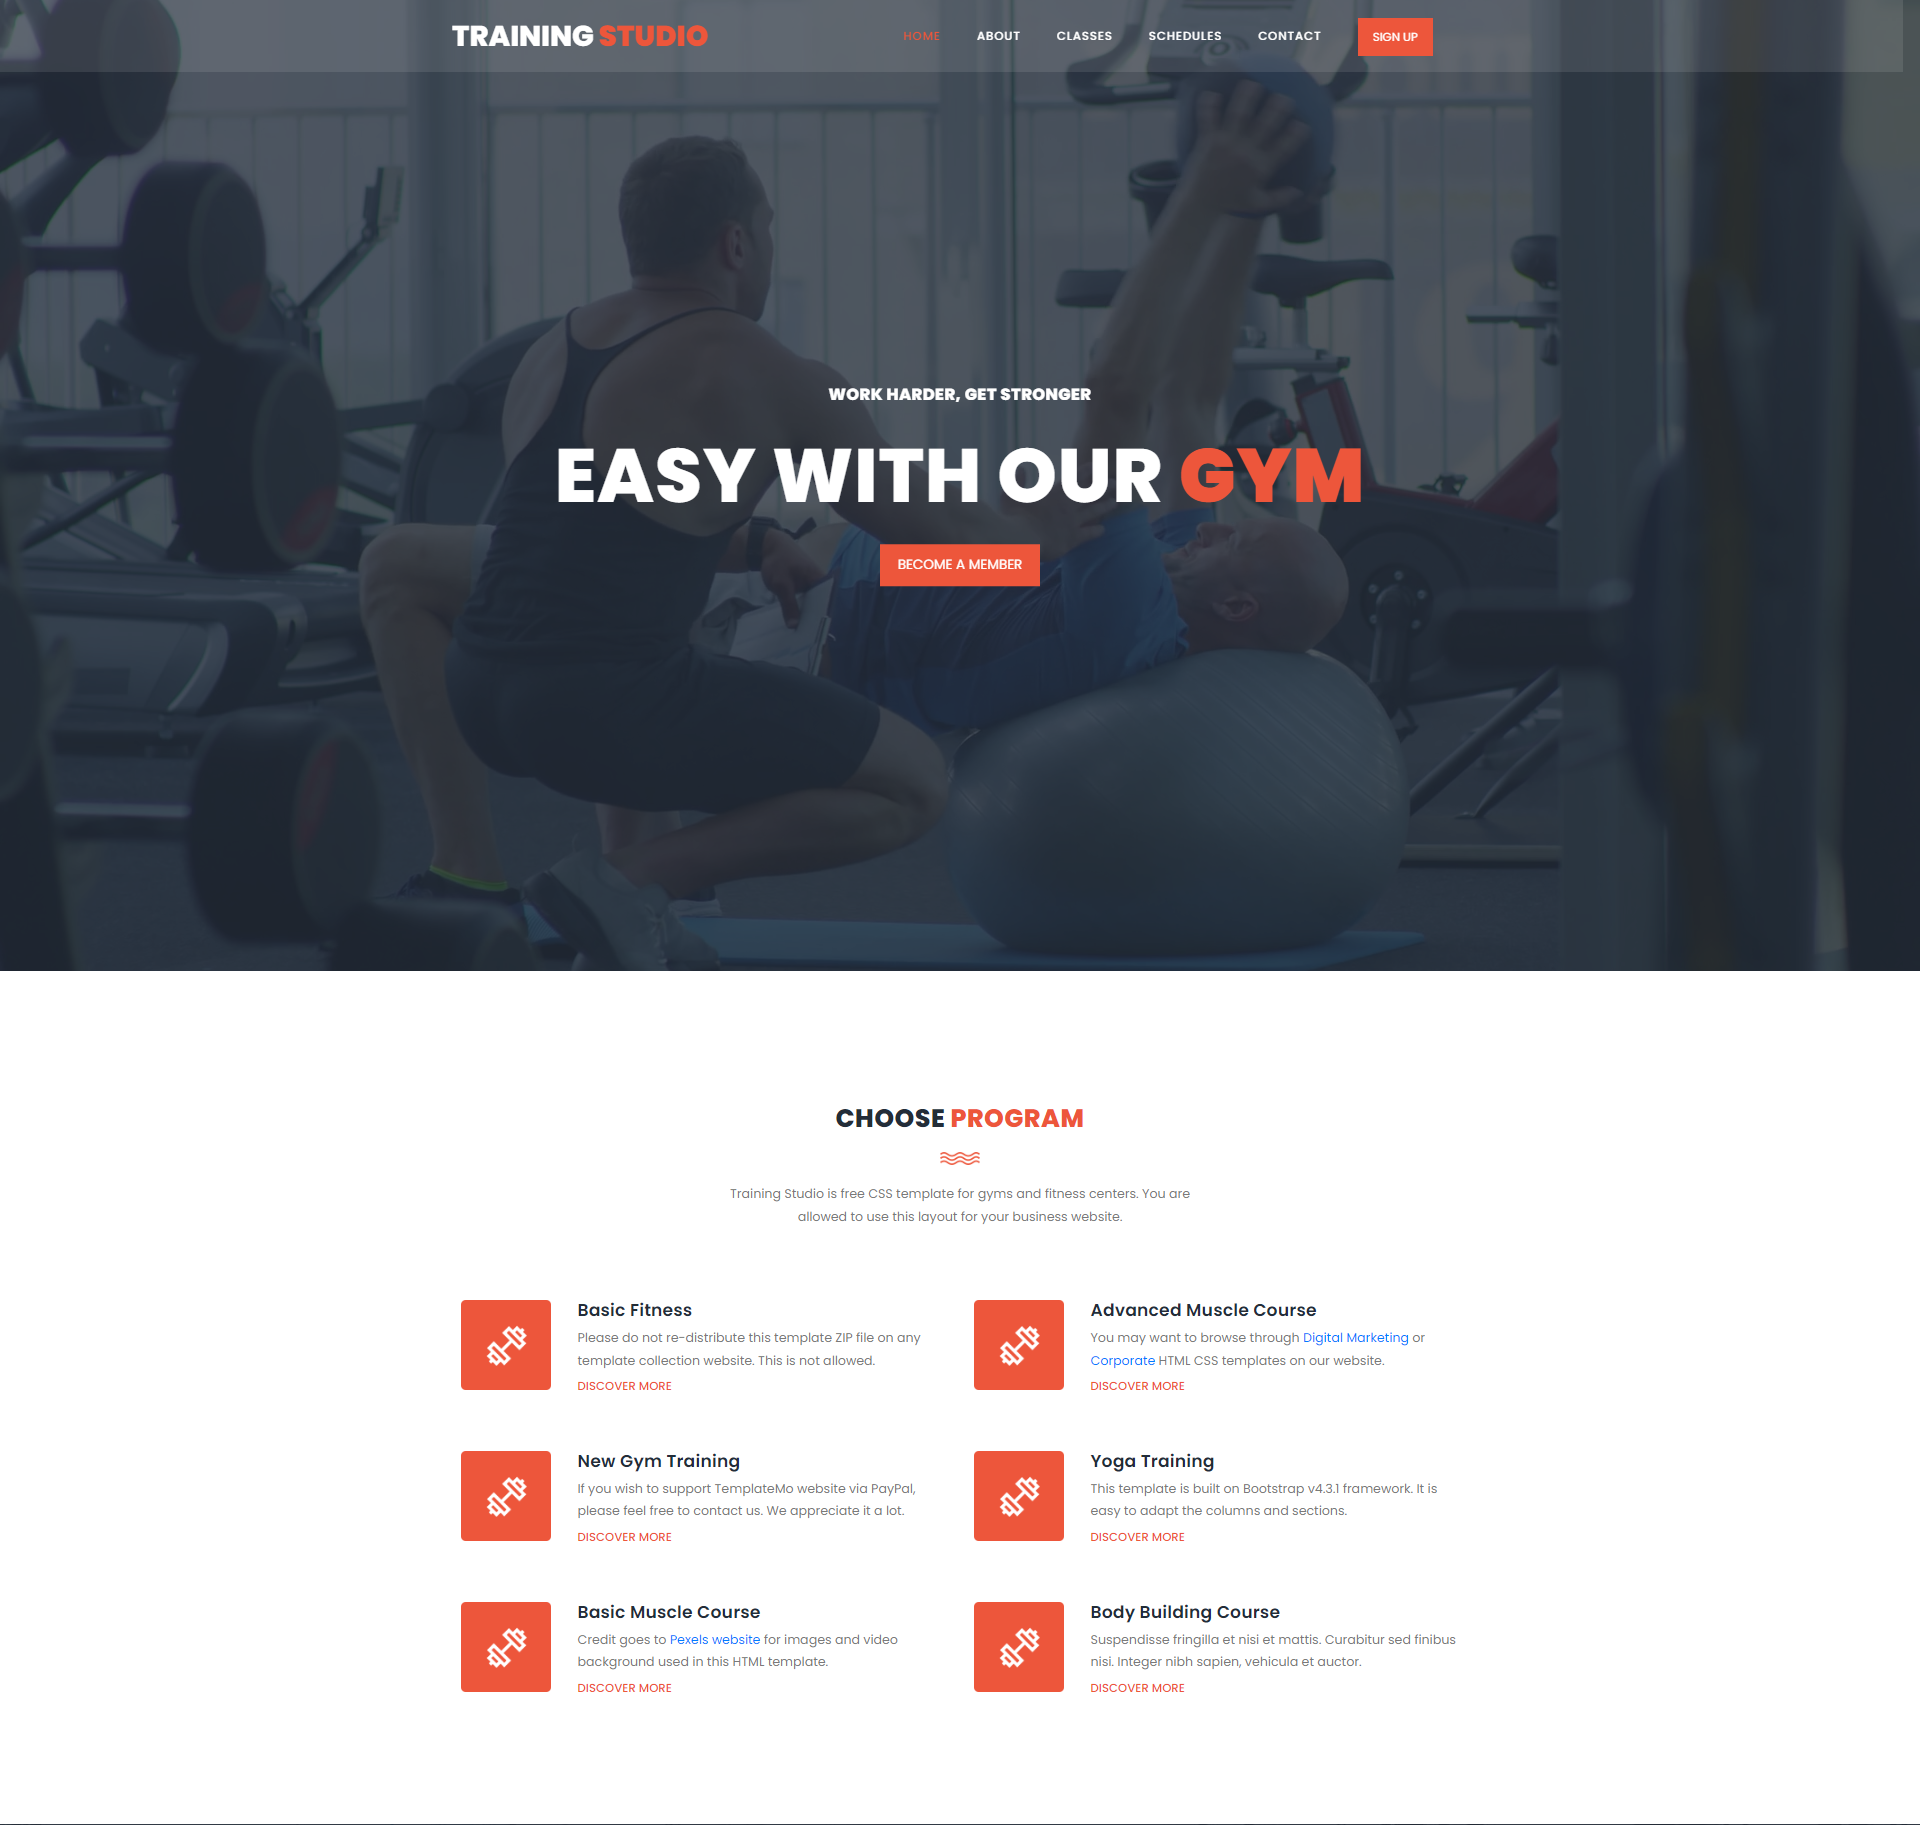 TRAINING STUDIO
HOME ABOUT CLASSES SCHEDULES CONTACT SIGN UP
WORK HARDER, GET STRONGER
EASY WITH OUR GYM
BECOME A MEMBER
CHOOSE PROGRAM
Training Studio is free CSS template for gyms and fitness centers. You are
allowed to use this layout for your business website.
Basic Fitness
Please do not re-distribute this template ZIP file on any
template collection website. This is not allowed.
DISCOVER MORE
Advanced Muscle Course
You may want to browse through Digital Marketing or
Corporate HTML CSS templates on our website.
DISCOVER MORE
New Gym Training
If you wish to support TemplateMo website via PayPal,
please feel free to contact us. We appreciate it a lot.
DISCOVER MORE
Yoga Training
This template is built on Bootstrap v4.3.1 framework. It is
easy to adapt the columns and sections.
DISCOVER MORE
Basic Muscle Course
Credit goes to Pexels website for images and video
background used in this HTML template.
DISCOVER MORE
Body Building Course
Suspendisse fringilla et nisi et mattis. Curabitur sed finibus
nisi. Integer nibh sapien, vehicula et auctor.
DISCOVER MORE